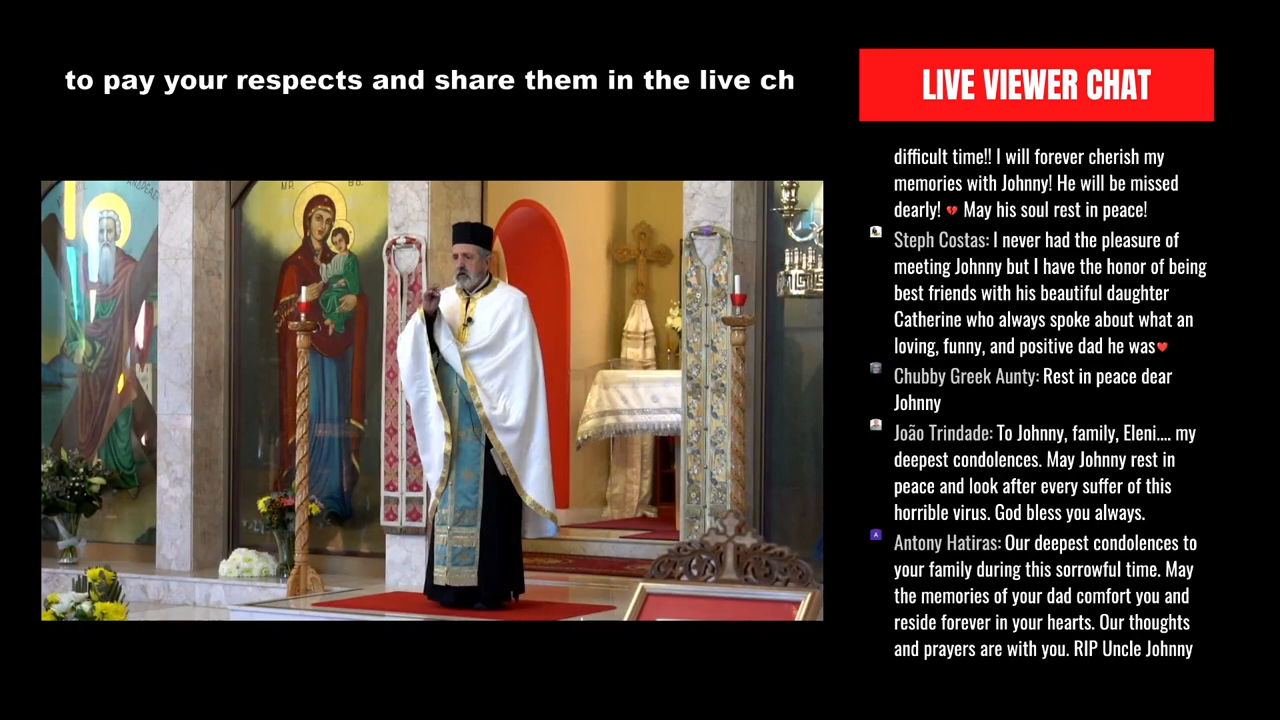 to pay your respects and share them in the live ch
LIVE VIEWER CHAT
difficult time!! I will forever cherish my
memories with Johnny! He will be missed
dearly! 💔 May his soul rest in peace!
Steph Costas: I never had the pleasure of
meeting Johnny but I have the honor of being
best friends with his beautiful daughter
Catherine who always spoke about what an
loving, funny, and positive dad he was❤️
Chubby Greek Aunty: Rest in peace dear
Johnny
João Trindade: To Johnny, family, Eleni.... my
deepest condolences. May Johnny rest in
peace and look after every suffer of this
horrible virus. God bless you always.
A
Antony Hatiras: Our deepest condolences to
your family during this sorrowful time. May
the memories of your dad comfort you and
reside forever in your hearts. Our thoughts
and prayers are with you. RIP Uncle Johnny
ΜΡ Θυ